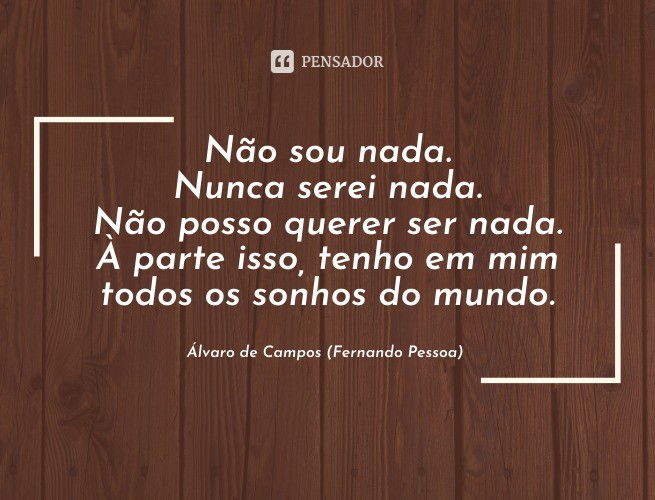 PENSADOR
Não sou nada.
Nunca serei nada.
Não posso querer ser nada.
À parte isso, tenho em mim
todos os sonhos do mundo.
Álvaro de Campos (Fernando Pessoa)